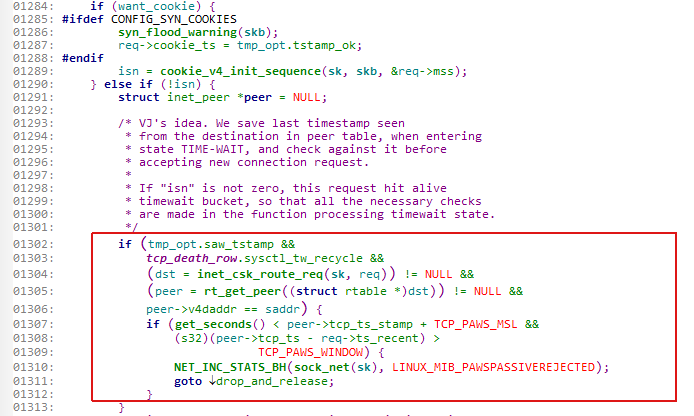 01284: if (want_cookie) {
01285: #ifdef CONFIG_SYN_COOKIES
01286: syn_flood_warning(skb);
01287: req->cookie_ts = tmp_opt.tstamp_ok;
01288: #endif
01289: isn = cookie_v4_init_sequence(sk, skb, &req->mss);
01290: } else if (!isn) {
01291: struct inet_peer *peer = NULL;
01292:
01293: /* VJ's idea. We save last timestamp seen
01294: * from the destination in peer table, when entering
01295: * state TIME-WAIT, and check against it before
01296: * accepting new connection request.
01297: *
01298: * If "isn" is not zero, this request hit alive
01299: * timewait bucket, so that all the necessary checks
01300: * are made in the function processing timewait state.
01301: */
01302: if (tmp_opt.saw_tstamp &&
01303: tcp_death_row.sysctl_tw_recycle &&
01304: (dst = inet_csk_route_req(sk, req)) != NULL &&
01305: (peer = rt_get_peer((struct rtable *)dst)) != NULL &&
01306: peer->v4daddr == saddr) {
01307: if (get_seconds() < peer->tcp_ts_stamp + TCP_PAWS_MSL &&
01308: (s32)(peer->tcp_ts - req->ts_recent) >
01309: TCP_PAWS_WINDOW) {
01310: NET_INC_STATS_BH(sock_net(sk), LINUX_MIB_PAWSPASSIVEREJECTED);
01311: goto ↓drop_and_release;
01312: }
01313: }